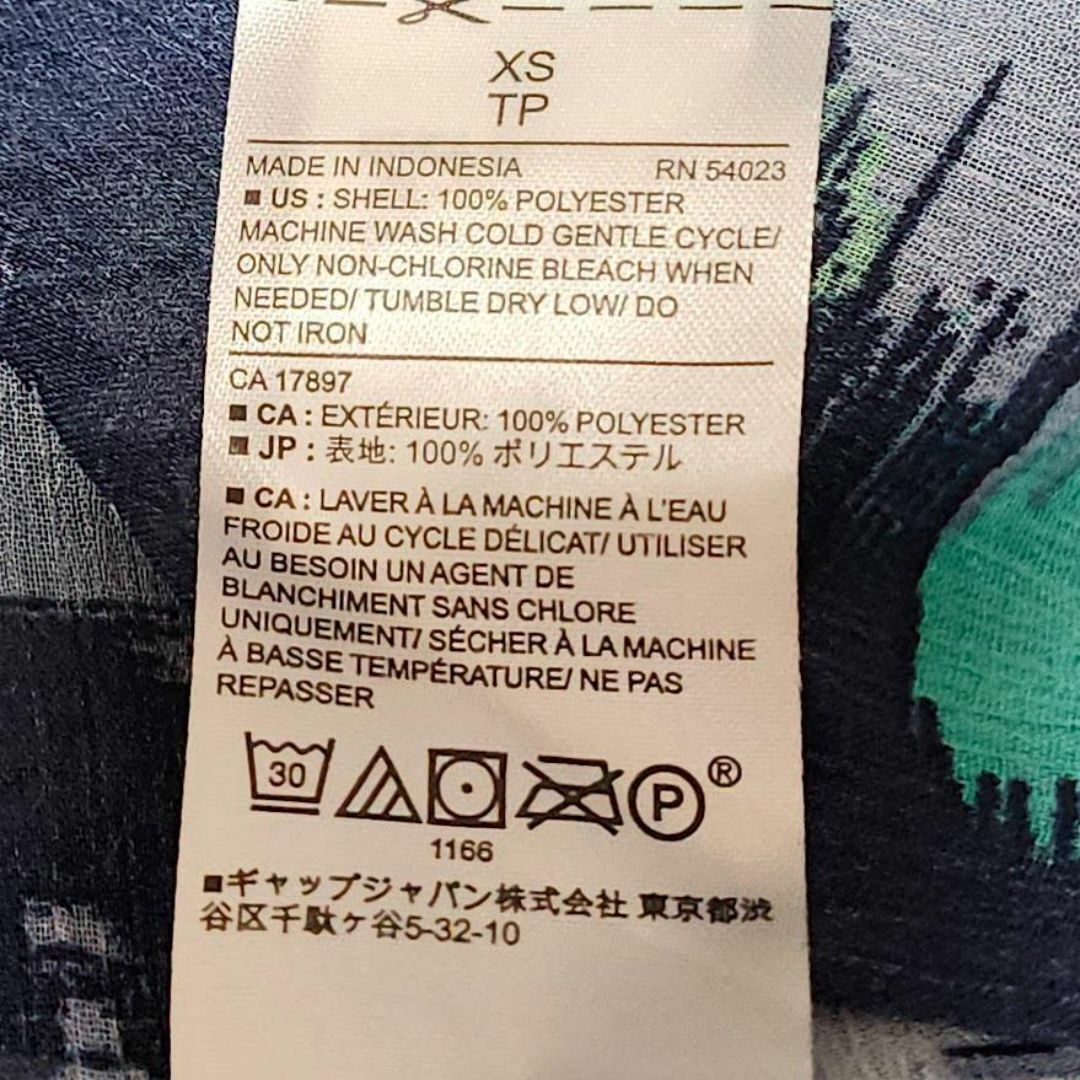 XS
TP
MADE IN INDONESIA RN 54023
■ US : SHELL: 100% POLYESTER
MACHINE WASH COLD GENTLE CYCLE/
ONLY NON-CHLORINE BLEACH WHEN
NEEDED/ TUMBLE DRY LOW/ DO
NOT IRON
CA 17897
■ CA : EXTÉRIEUR: 100% POLYESTER
■ JP : 表地: 100% ポリエステル
■ CA : LAVER À LA MACHINE À L'EAU
FROIDE AU CYCLE DÉLICAT/ UTILISER
AU BESOIN UN AGENT DE
BLANCHIMENT SANS CHLORE
UNIQUEMENT/ SÉCHER À LA MACHINE
À BASSE TEMPÉRATURE/ NE PAS
REPASSER
30 P ®
1166
■ギャップジャパン株式会社 東京都渋
谷区千駄ケ谷5-32-10